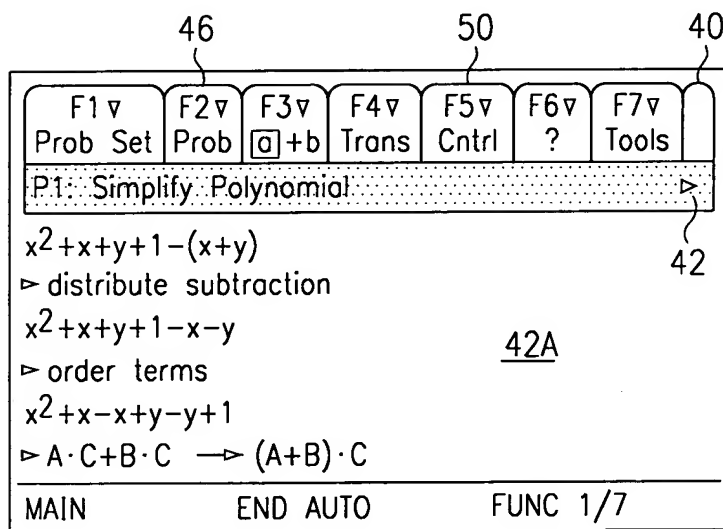 46 50 40
F1▿ F2▿ F3▿ F4▿ F5▿ F6▿ F7▿
Prob Set Prob a+b Trans Cntrl ? Tools
P1: Simplify Polynomial ▹
42
x²+x+y+1-(x+y)
▹ distribute subtraction
x²+x+y+1-x-y
42A
▹ order terms
x²+x-x+y-y+1
▹ A·C+B·C → (A+B)·C
MAIN END AUTO FUNC 1/7